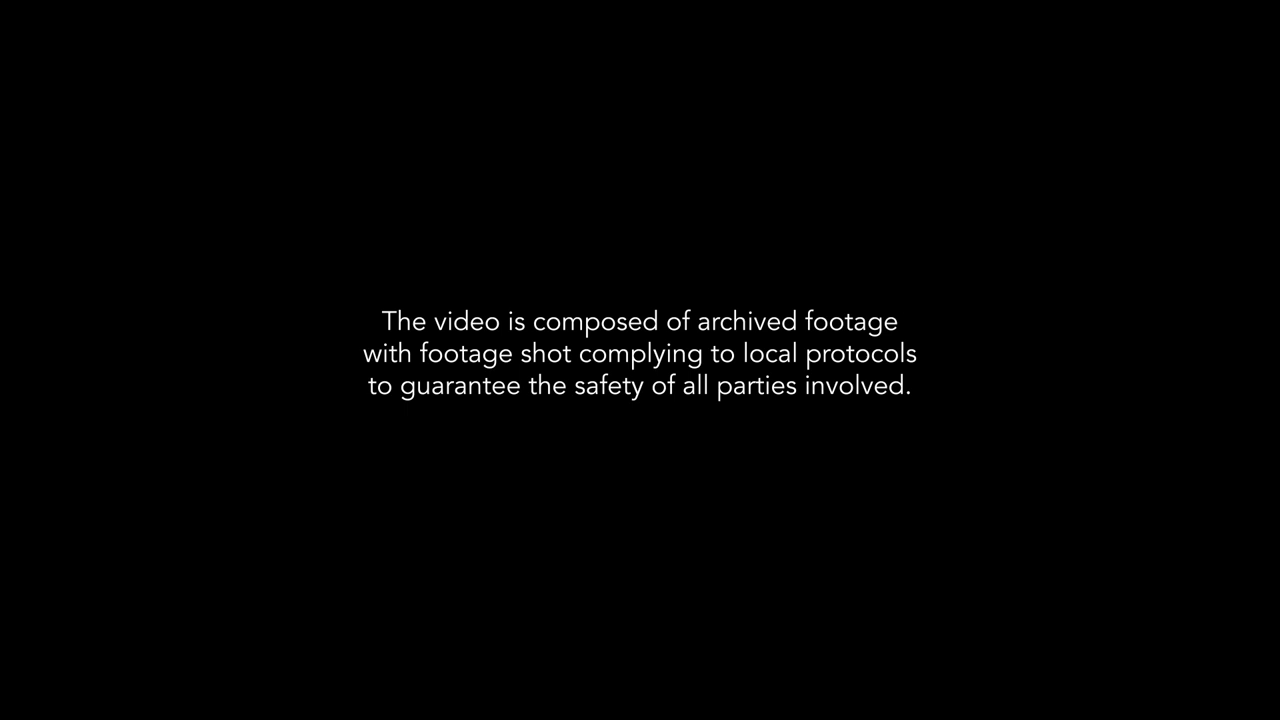 The video is composed of archived footage
with footage shot complying to local protocols
to guarantee the safety of all parties involved.